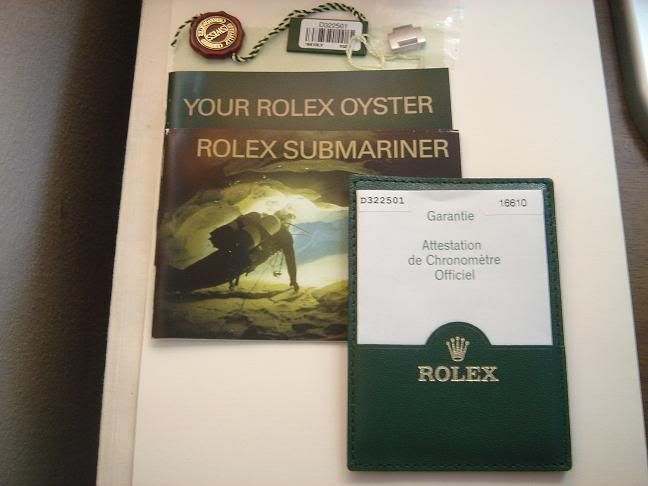 D322501
YOUR ROLEX OYSTER
ROLEX SUBMARINER
D322501
16610
Garantie
Attestation
de Chronomètre
Officiel
ROLEX